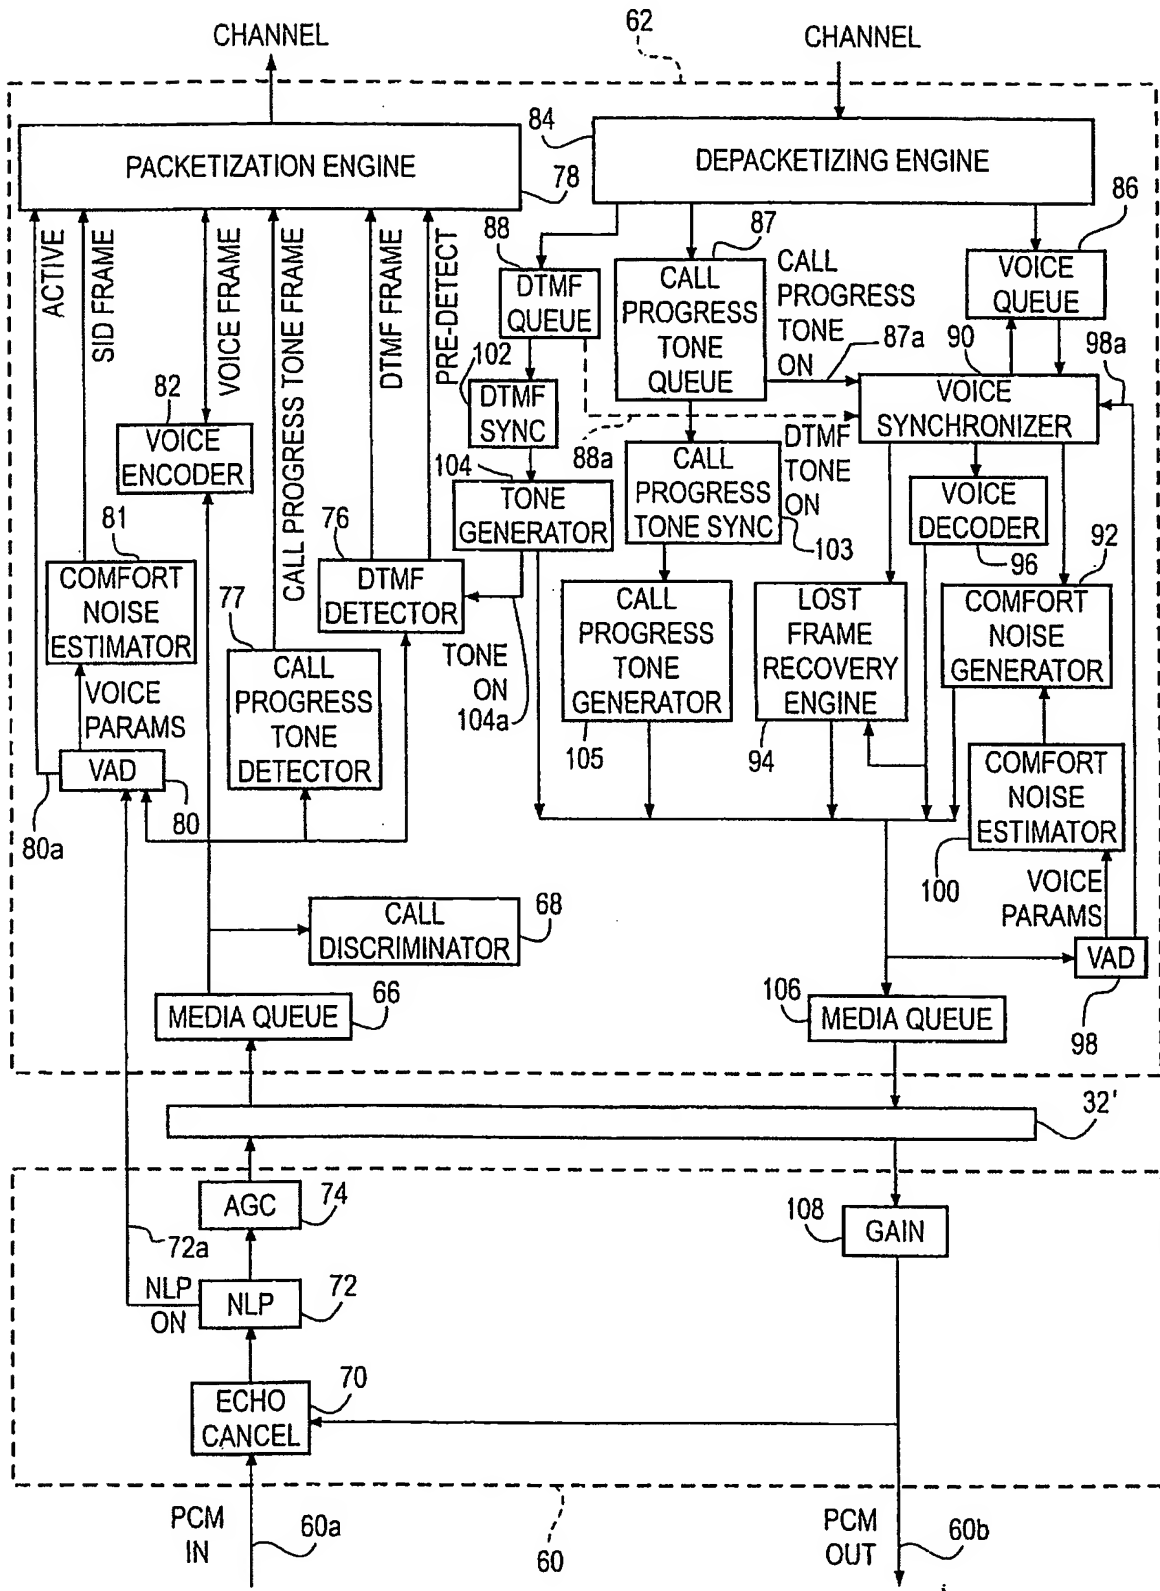 CHANNEL
62
CHANNEL
84
PACKETIZATION ENGINE
78
DEPACKETIZING ENGINE
86
ACTIVE
SID FRAME
VOICE FRAME
CALL PROGRESS TONE FRAME
DTMF FRAME
PRE-DETECT
88
DTMF
QUEUE
87
CALL
PROGRESS
TONE
QUEUE
CALL
PROGRESS
TONE
ON
87a
VOICE
QUEUE
90
98a
VOICE
SYNCHRONIZER
102
DTMF
SYNC
88a
DTMF
TONE
ON
82
VOICE
ENCODER
104
TONE
GENERATOR
CALL
PROGRESS
TONE SYNC
103
VOICE
DECODER
96
92
81
COMFORT
NOISE
ESTIMATOR
76
DTMF
DETECTOR
77
CALL
PROGRESS
TONE
DETECTOR
TONE
ON
104a
CALL
PROGRESS
TONE
GENERATOR
105
LOST
FRAME
RECOVERY
ENGINE
94
COMFORT
NOISE
GENERATOR
VOICE
PARAMS
VAD
80
80a
COMFORT
NOISE
ESTIMATOR
100
VOICE
PARAMS
VAD
98
CALL
DISCRIMINATOR
68
MEDIA QUEUE
66
106
MEDIA QUEUE
32'
AGC
74
108
GAIN
72a
NLP
ON
NLP
72
ECHO
CANCEL
70
PCM
IN
60a
60
PCM
OUT
60b